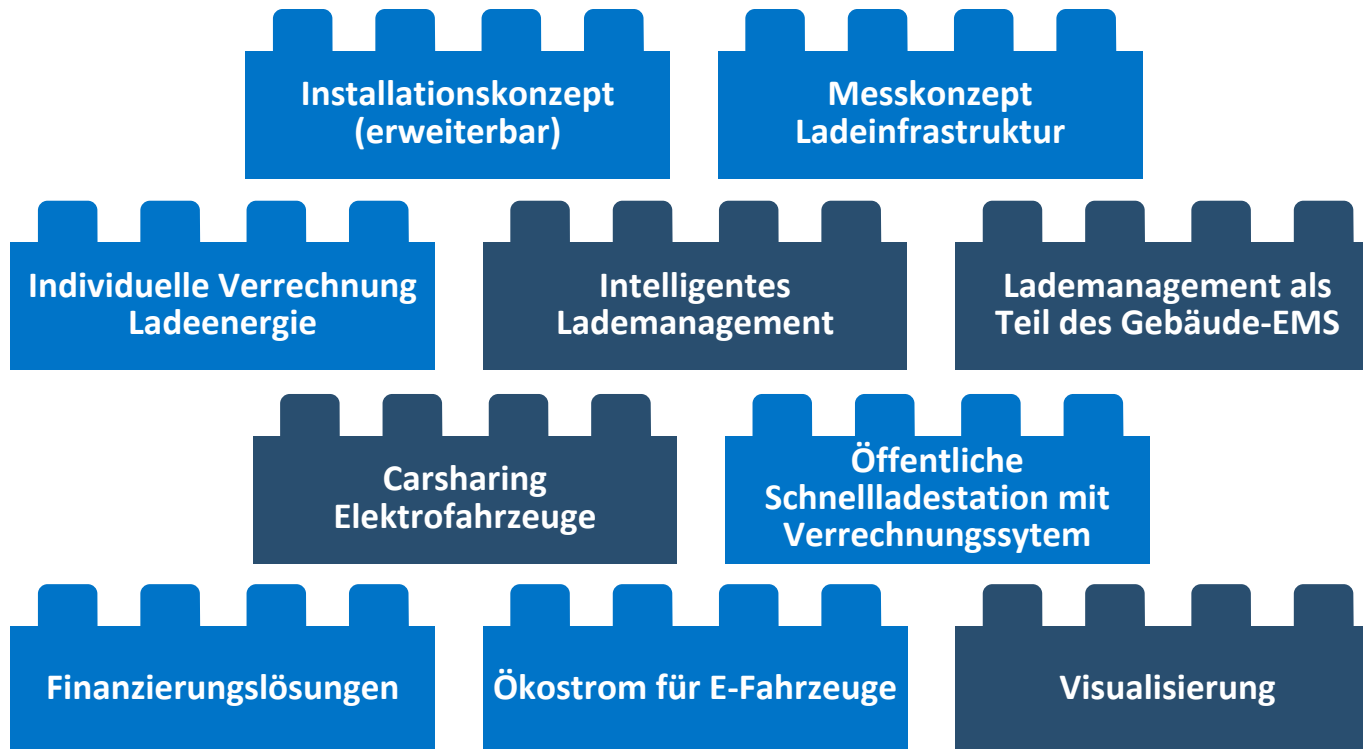 Installationskonzept
(erweiterbar)
Messkonzept
Ladeinfrastruktur
Individuelle Verrechnung
Ladeenergie
Intelligentes
Lademanagement
Lademanagement als
Teil des Gebäude-EMS
Carsharing
Elektrofahrzeuge
Öffentliche
Schnellladestation mit
Verrechnungssytem
Finanzierungslösungen
Ökostrom für E-Fahrzeuge
Visualisierung